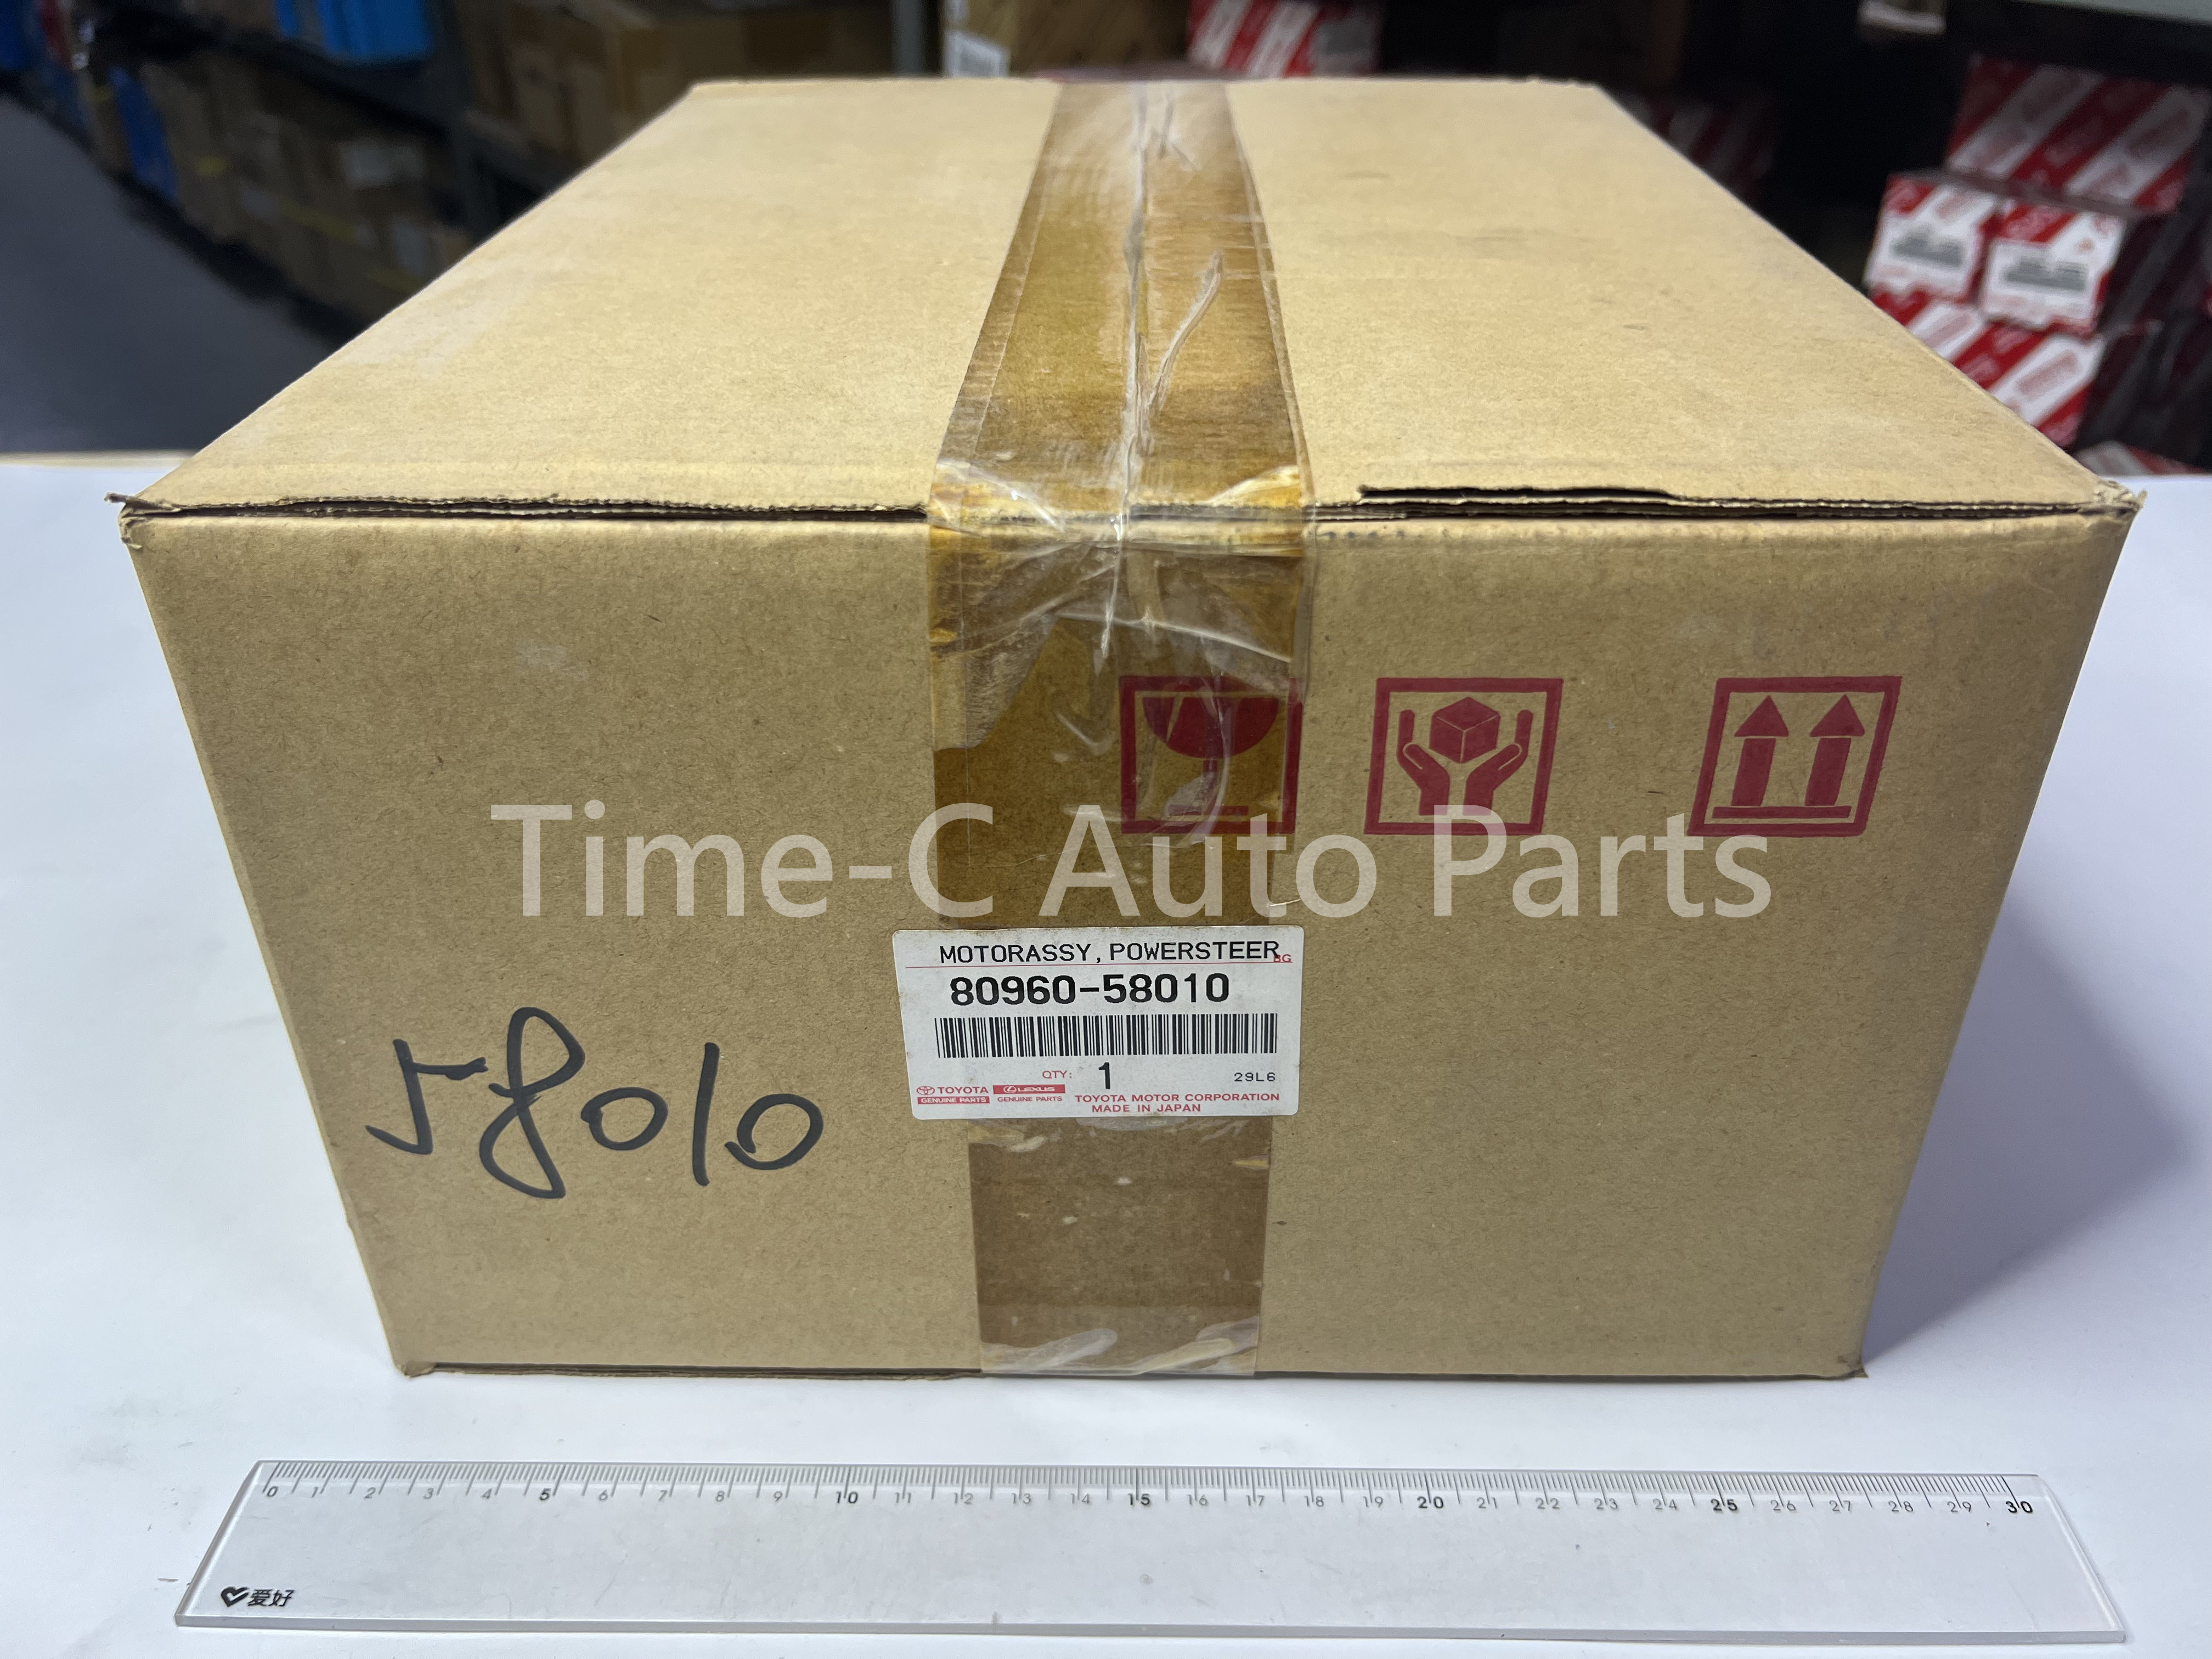 Time-C Auto Parts
MOTORASSY, POWERSTEER
HG
80960-58010
QTY: 1
29L6
TOYOTA
GENUINE PARTS
LEXUS
GENUINE PARTS
TOYOTA MOTOR CORPORATION
MADE IN JAPAN
58010
0 1 2 3 4 5 6 7 8 9 10 11 12 13 14 15 16 17 18 19 20 21 22 23 24 25 26 27 28 29 30
爱好